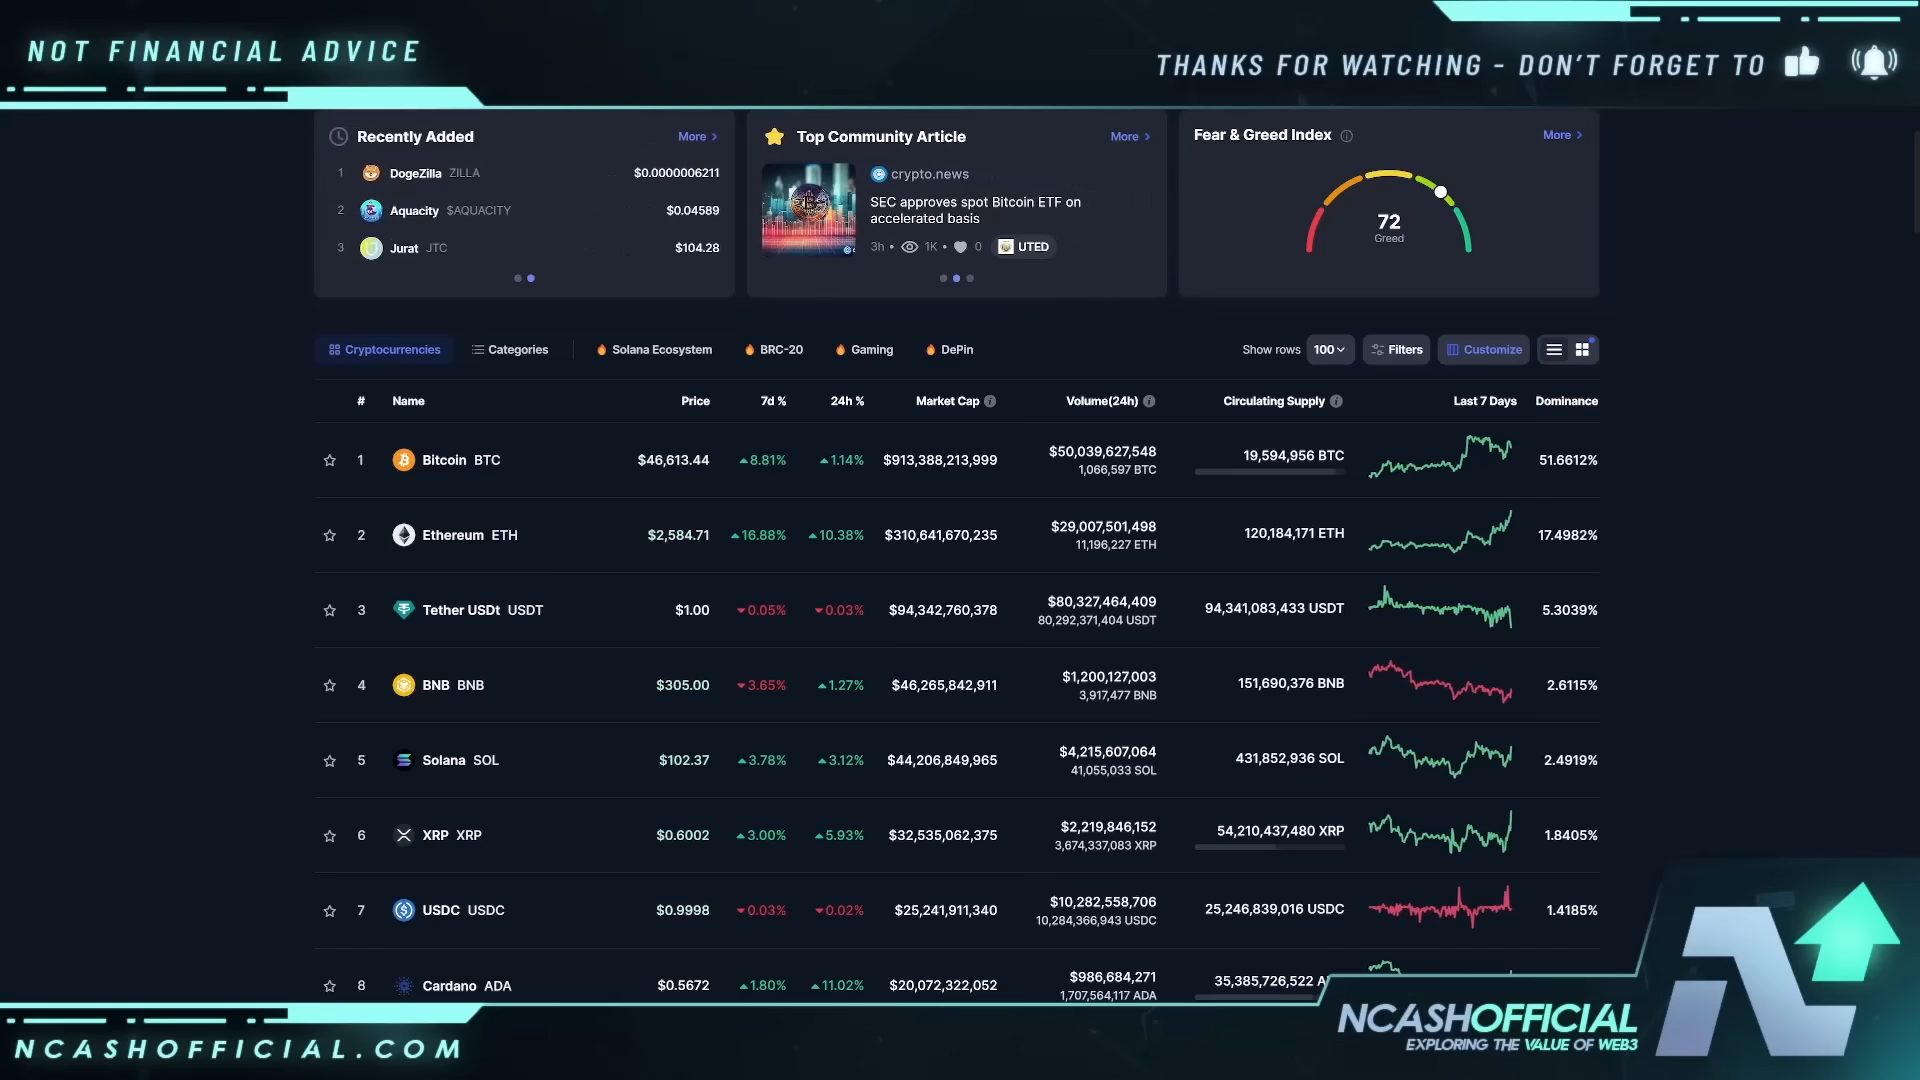 NOT FINANCIAL ADVICE
THANKS FOR WATCHING - DON'T FORGET TO
Recently Added
More >
1 DogeZilla ZILLA $0.0000006211
2 Aquacity $AQUACITY $0.04589
3 Jurat JTC $104.28
Top Community Article
More >
crypto.news
SEC approves spot Bitcoin ETF on
accelerated basis
3h • 1K • 0 UTED
Fear & Greed Index
More >
72
Greed
Cryptocurrencies Categories Solana Ecosystem BRC-20 Gaming DePin Show rows 100 Filters Customize
# Name Price 7d % 24h % Market Cap Volume(24h) Circulating Supply Last 7 Days Dominance
1 Bitcoin BTC $46,613.44 8.81% 1.14% $913,388,213,999 $50,039,627,548 19,594,956 BTC 51.6612%
1,066,597 BTC
2 Ethereum ETH $2,584.71 16.88% 10.38% $310,641,670,235 $29,007,501,498 120,184,171 ETH 17.4982%
11,196,227 ETH
3 Tether USDt USDT $1.00 0.05% 0.03% $94,342,760,378 $80,327,464,409 94,341,083,433 USDT 5.3039%
80,292,371,404 USDT
4 BNB BNB $305.00 3.65% 1.27% $46,265,842,911 $1,200,127,003 151,690,376 BNB 2.6115%
3,917,477 BNB
5 Solana SOL $102.37 3.78% 3.12% $44,206,849,965 $4,215,607,064 431,852,936 SOL 2.4919%
41,055,033 SOL
6 XRP XRP $0.6002 3.00% 5.93% $32,535,062,375 $2,219,846,152 54,210,437,480 XRP 1.8405%
3,674,337,083 XRP
7 USDC USDC $0.9998 0.03% 0.02% $25,241,911,340 $10,282,558,706 25,246,839,016 USDC 1.4185%
10,284,366,943 USDC
8 Cardano ADA $0.5672 1.80% 11.02% $20,072,322,052 $986,684,271 35,385,726,522
1,707,564,117 ADA
NCASHOFFICIAL.COM
NCASHOFFICIAL
EXPLORING THE VALUE OF WEB3